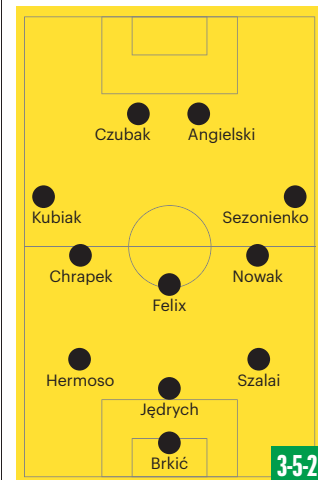 Czubak Angielski
Kubiak Sezonienko
Chrapek Nowak
Felix
Hermoso Szalai
Jędrych
Brkić
3-5-2